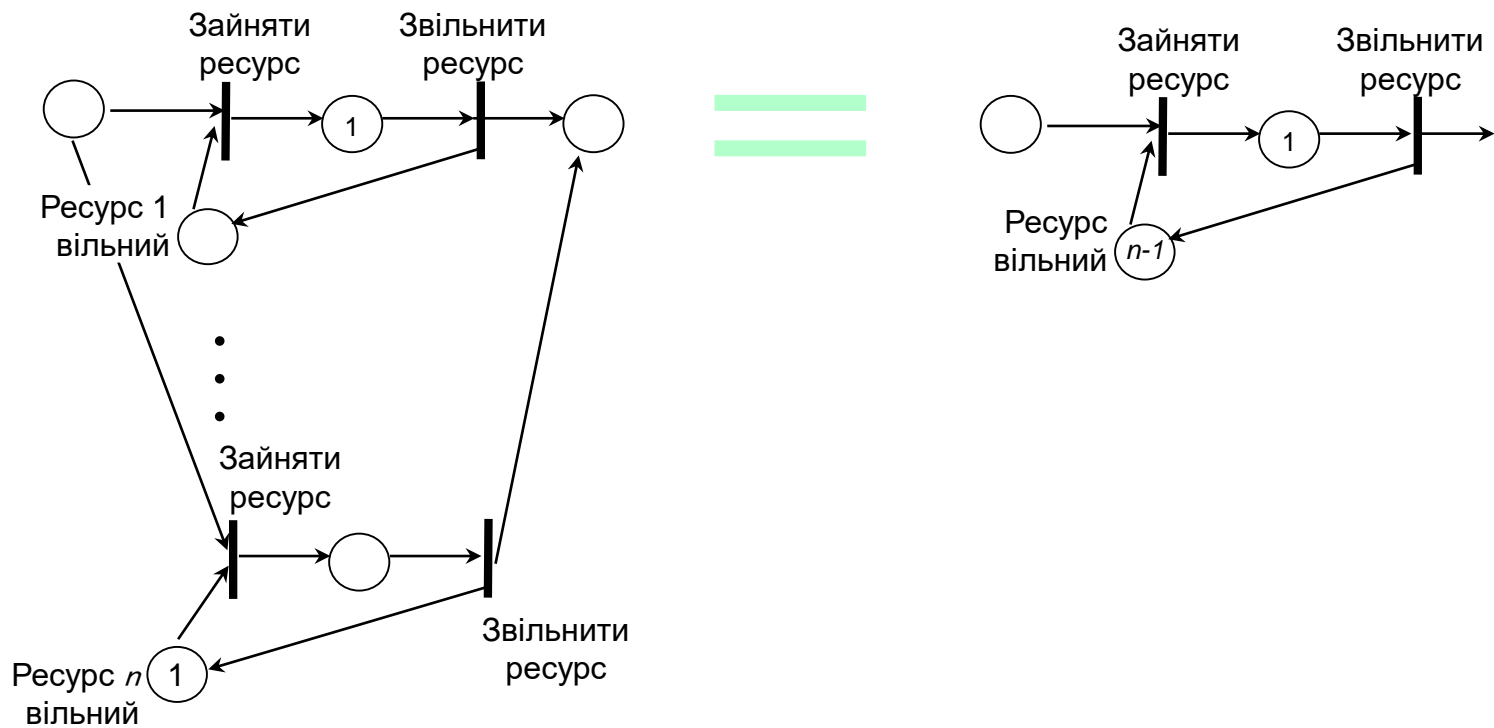 Зайняти
ресурс
Звільнити
ресурс
1
Ресурс 1
вільний
Зайняти
ресурс
Звільнити
ресурс
Ресурс n
вільний
1
Зайняти
ресурс
Звільнити
ресурс
1
Ресурс
вільний
n-1